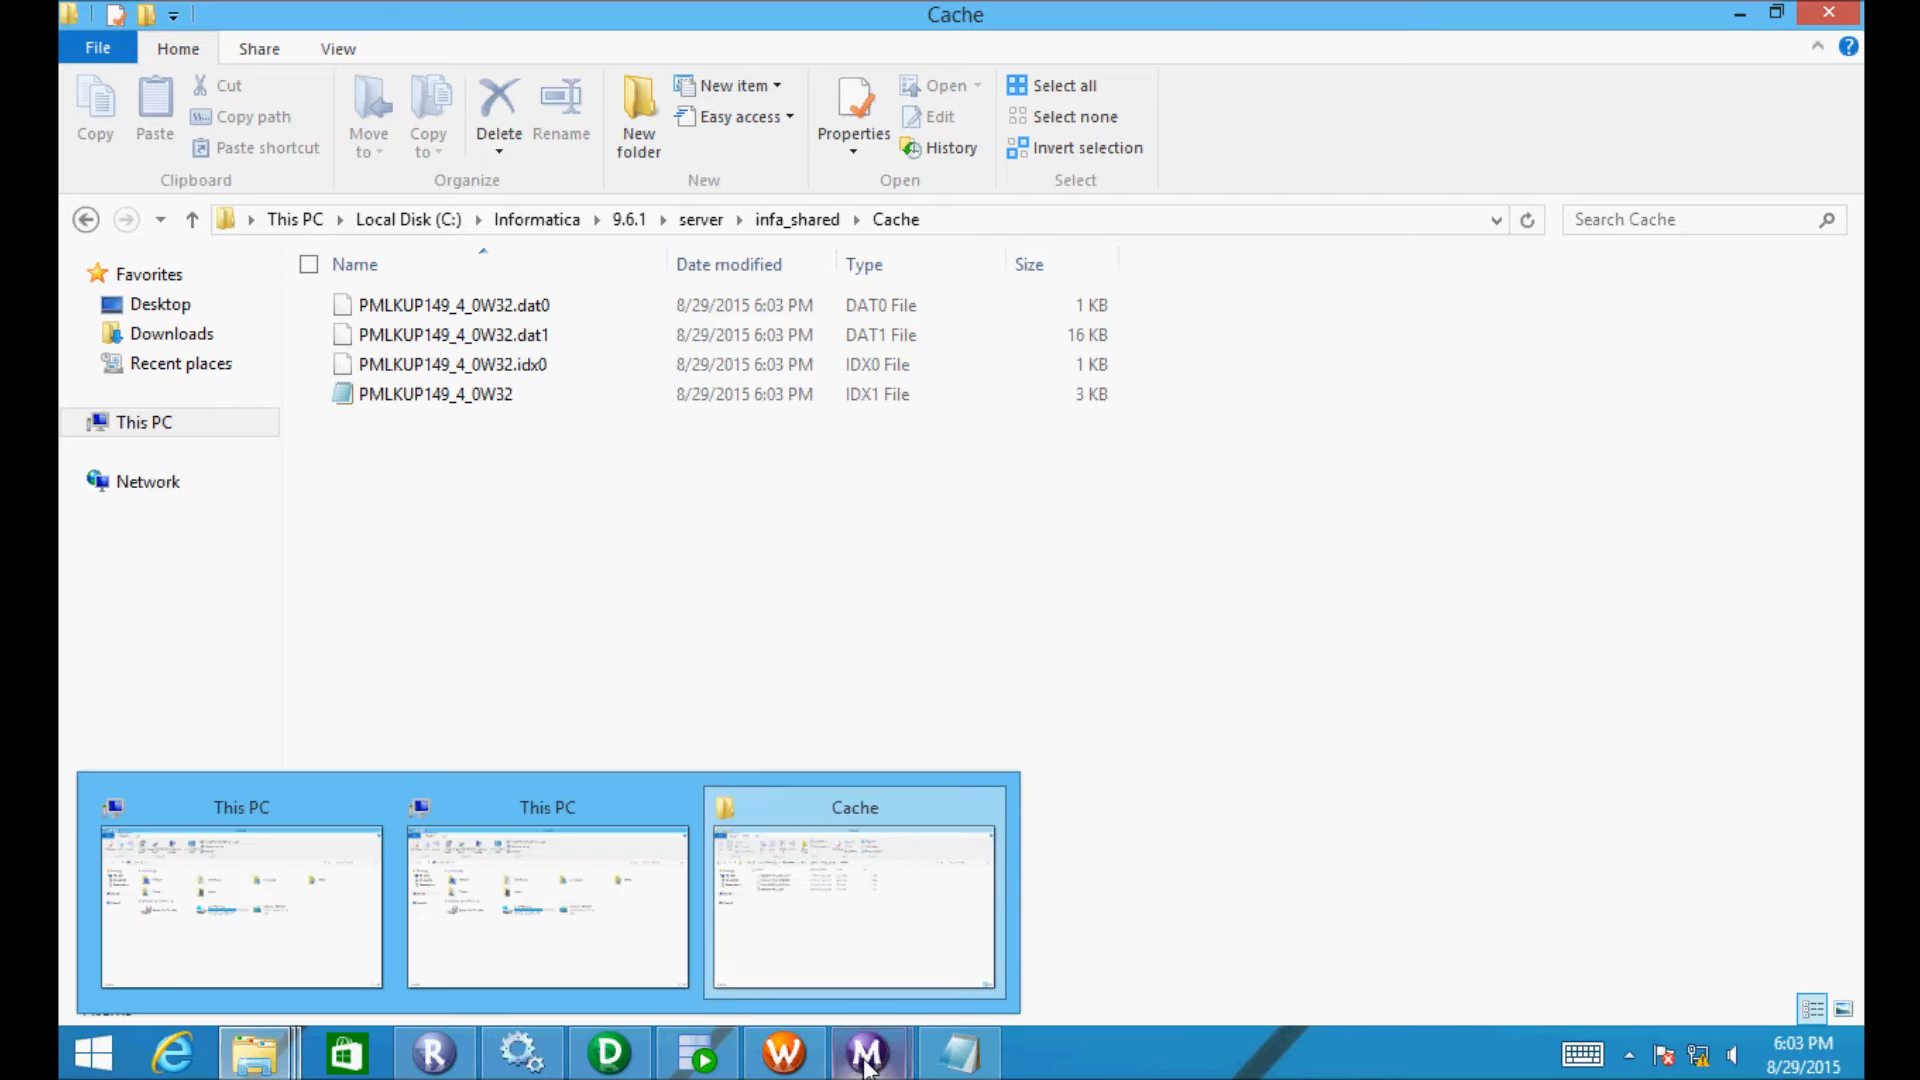 Cache
File
Home
Share
View
Copy
Paste
Cut
Copy path
Paste shortcut
Move to
Copy to
Delete
Rename
New folder
New item
Easy access
Properties
Open
Edit
History
Select all
Select none
Invert selection
Clipboard
Organize
New
Open
Select
This PC
Local Disk (C:)
Informatica
9.6.1
server
infa_shared
Cache
Search Cache
Favorites
Desktop
Downloads
Recent places
This PC
Network
Name Date modified Type Size
PMLKUP149_4_0W32.dat0 8/29/2015 6:03 PM DAT0 File 1 KB
PMLKUP149_4_0W32.dat1 8/29/2015 6:03 PM DAT1 File 16 KB
PMLKUP149_4_0W32.idx0 8/29/2015 6:03 PM IDX0 File 1 KB
PMLKUP149_4_0W32 8/29/2015 6:03 PM IDX1 File 3 KB
This PC
This PC
Cache
R
D
W
M
6:03 PM
8/29/2015